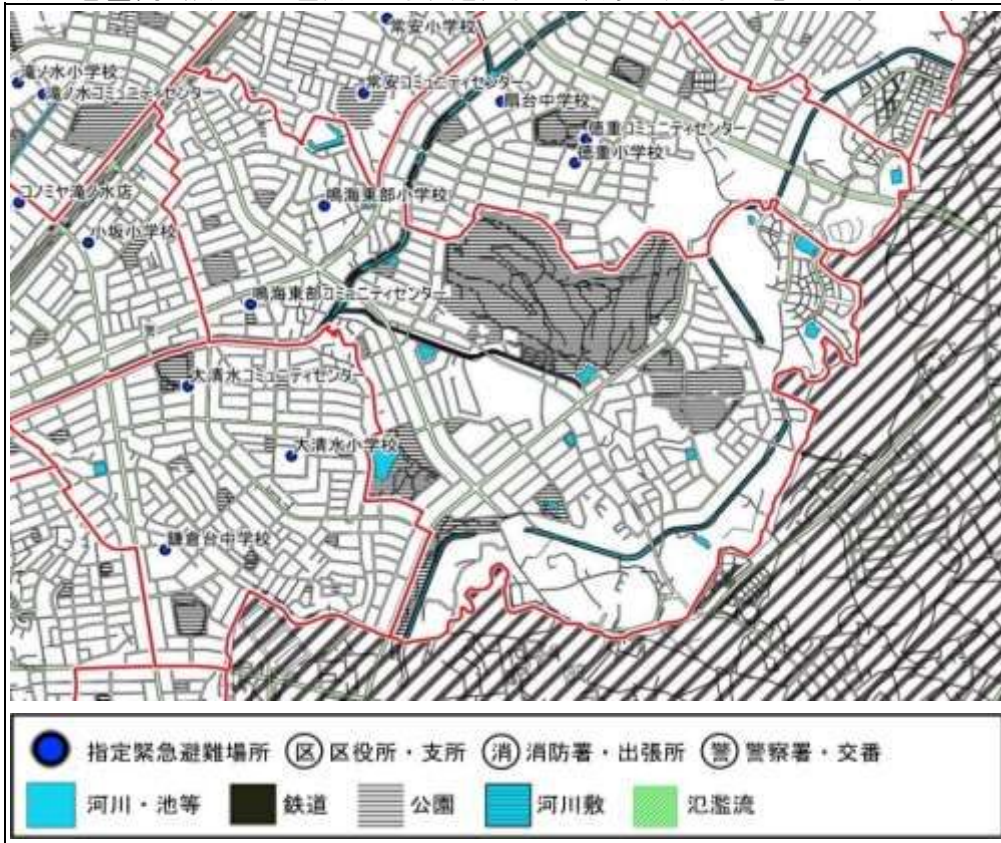 常安小学校
滝ノ水小学校
滝ノ水コミュニティセンター
常安コミュニティセンター
扇台中学校
徳重コミュニティセンター
徳重小学校
コノミヤ滝ノ水店
鳴海東部小学校
小坂小学校
鳴海東部コミュニティセンター
大清水コミュニティセンター
大清水小学校
鎌倉台中学校
指定緊急避難場所 区 区役所・支所 消 消防署・出張所 警 警察署・交番
河川・池等 鉄道 公園 河川敷 氾濫流